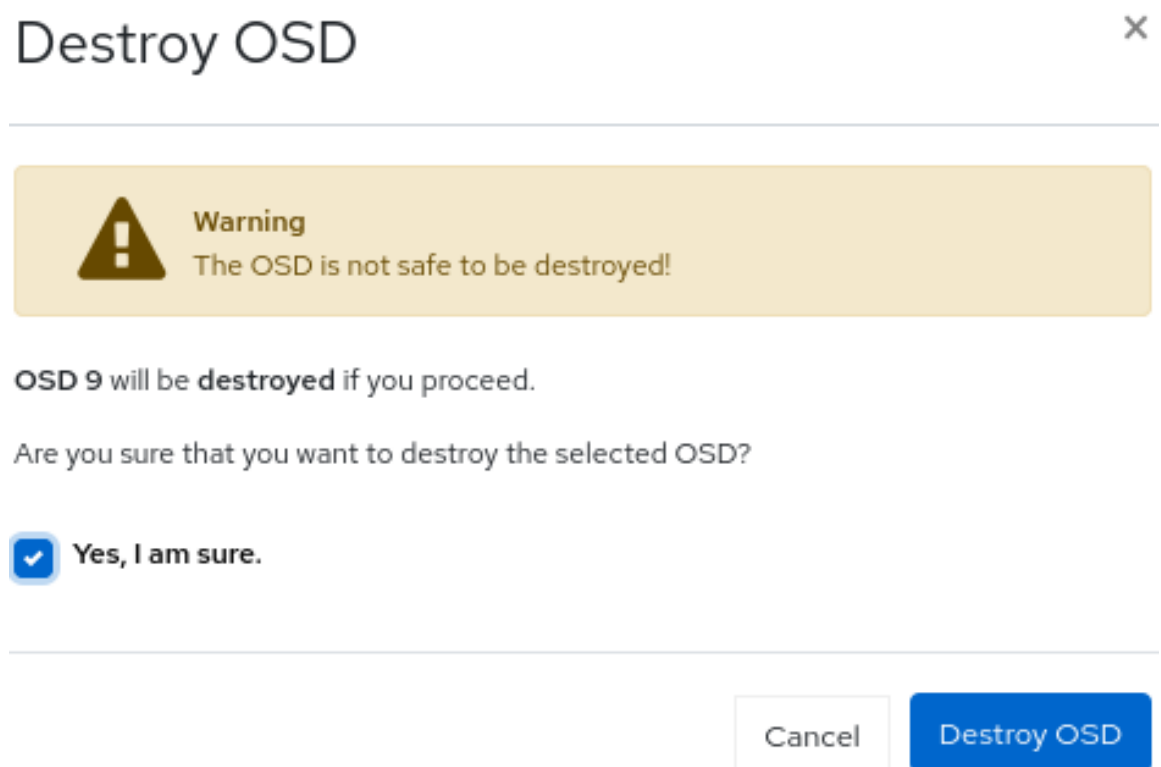 Destroy OSD
Warning
The OSD is not safe to be destroyed!
OSD 9 will be destroyed if you proceed.
Are you sure that you want to destroy the selected OSD?
Yes, I am sure.
Cancel
Destroy OSD